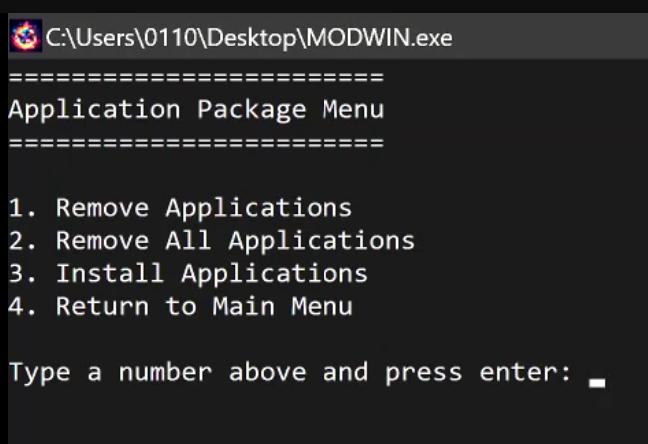 C:\Users\0110\Desktop\MODWIN.exe
========================
Application Package Menu
========================
1. Remove Applications
2. Remove All Applications
3. Install Applications
4. Return to Main Menu
Type a number above and press enter: